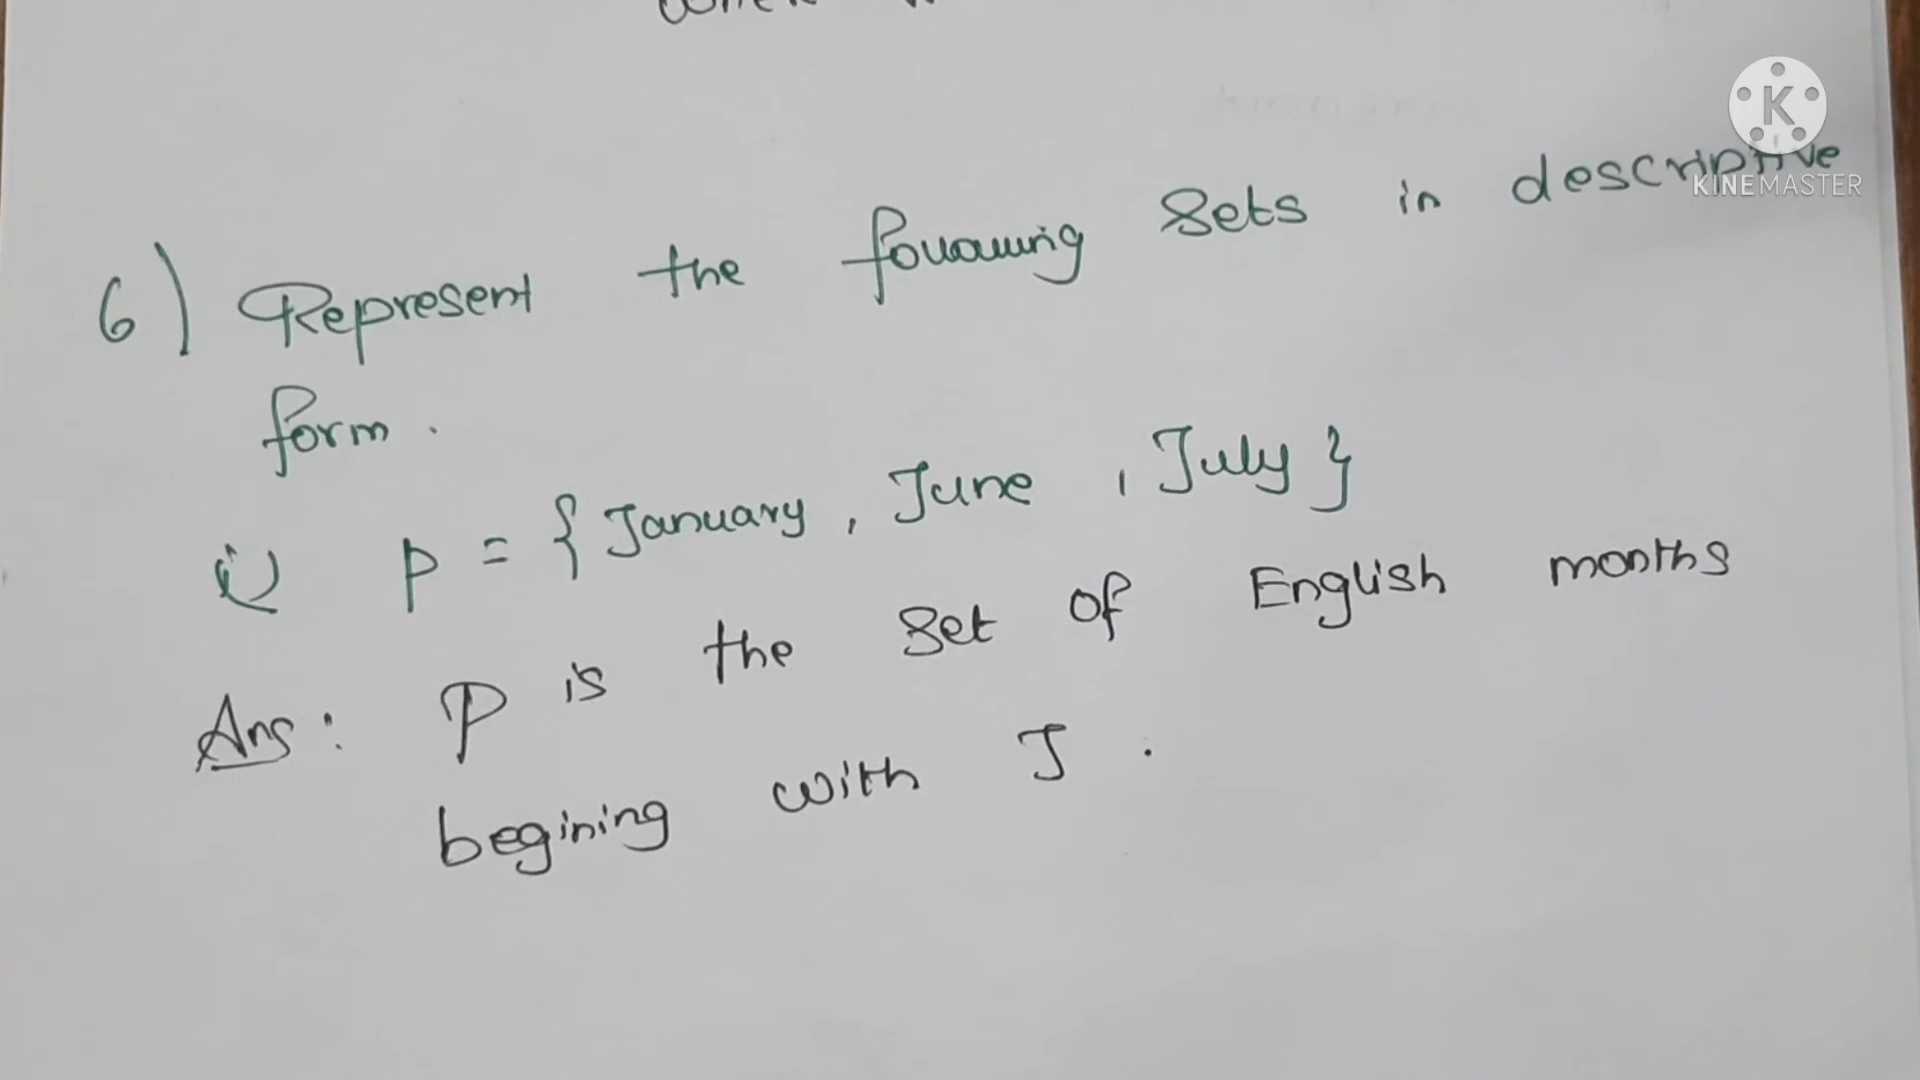 6) Represent the following sets in descriptive
form.
i) P = {January, June, July}
Ans: P is the set of English months
begining with J.
K
KINEMASTER